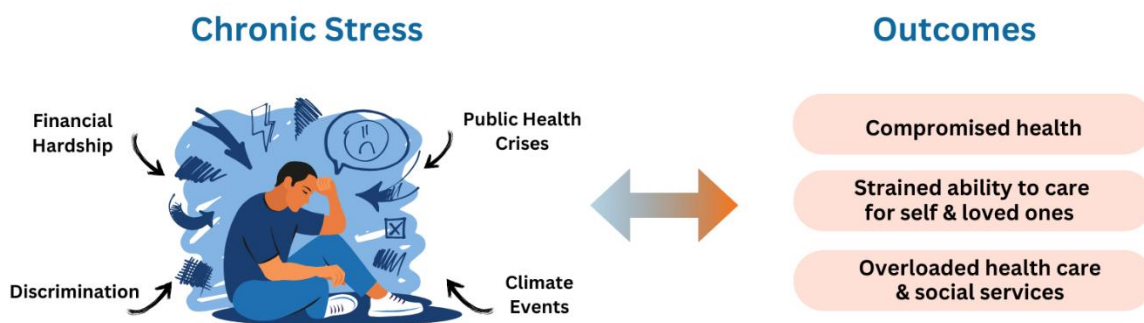 Chronic Stress
Financial
Hardship
Public Health
Crises
Discrimination
Climate
Events
Outcomes
Compromised health
Strained ability to care
for self & loved ones
Overloaded health care
& social services